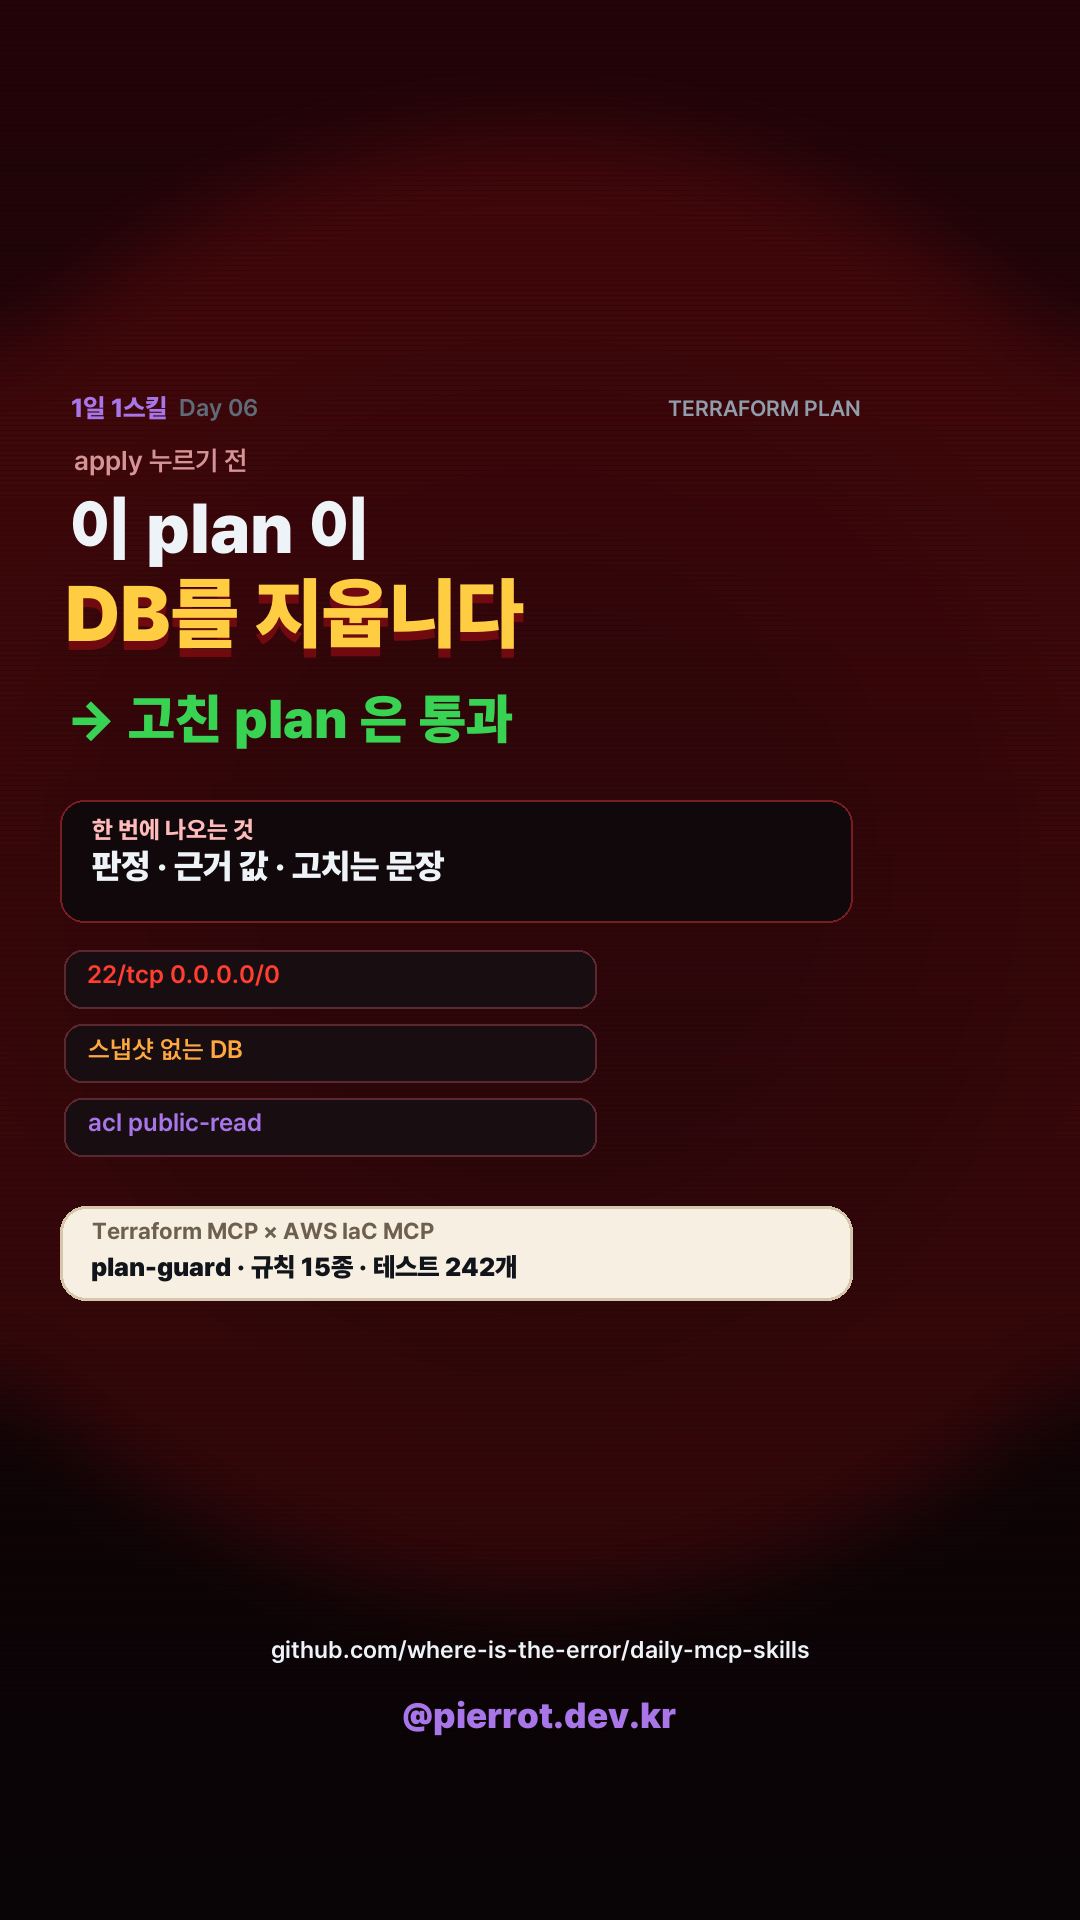 1일 1스킬 Day 06
TERRAFORM PLAN
apply 누르기 전
이 plan 이
DB를 지웁니다
→ 고친 plan 은 통과
한 번에 나오는 것
판정 · 근거 값 · 고치는 문장
22/tcp 0.0.0.0/0
스냅샷 없는 DB
acl public-read
Terraform MCP × AWS IaC MCP
plan-guard · 규칙 15종 · 테스트 242개
github.com/where-is-the-error/daily-mcp-skills
@pierrot.dev.kr